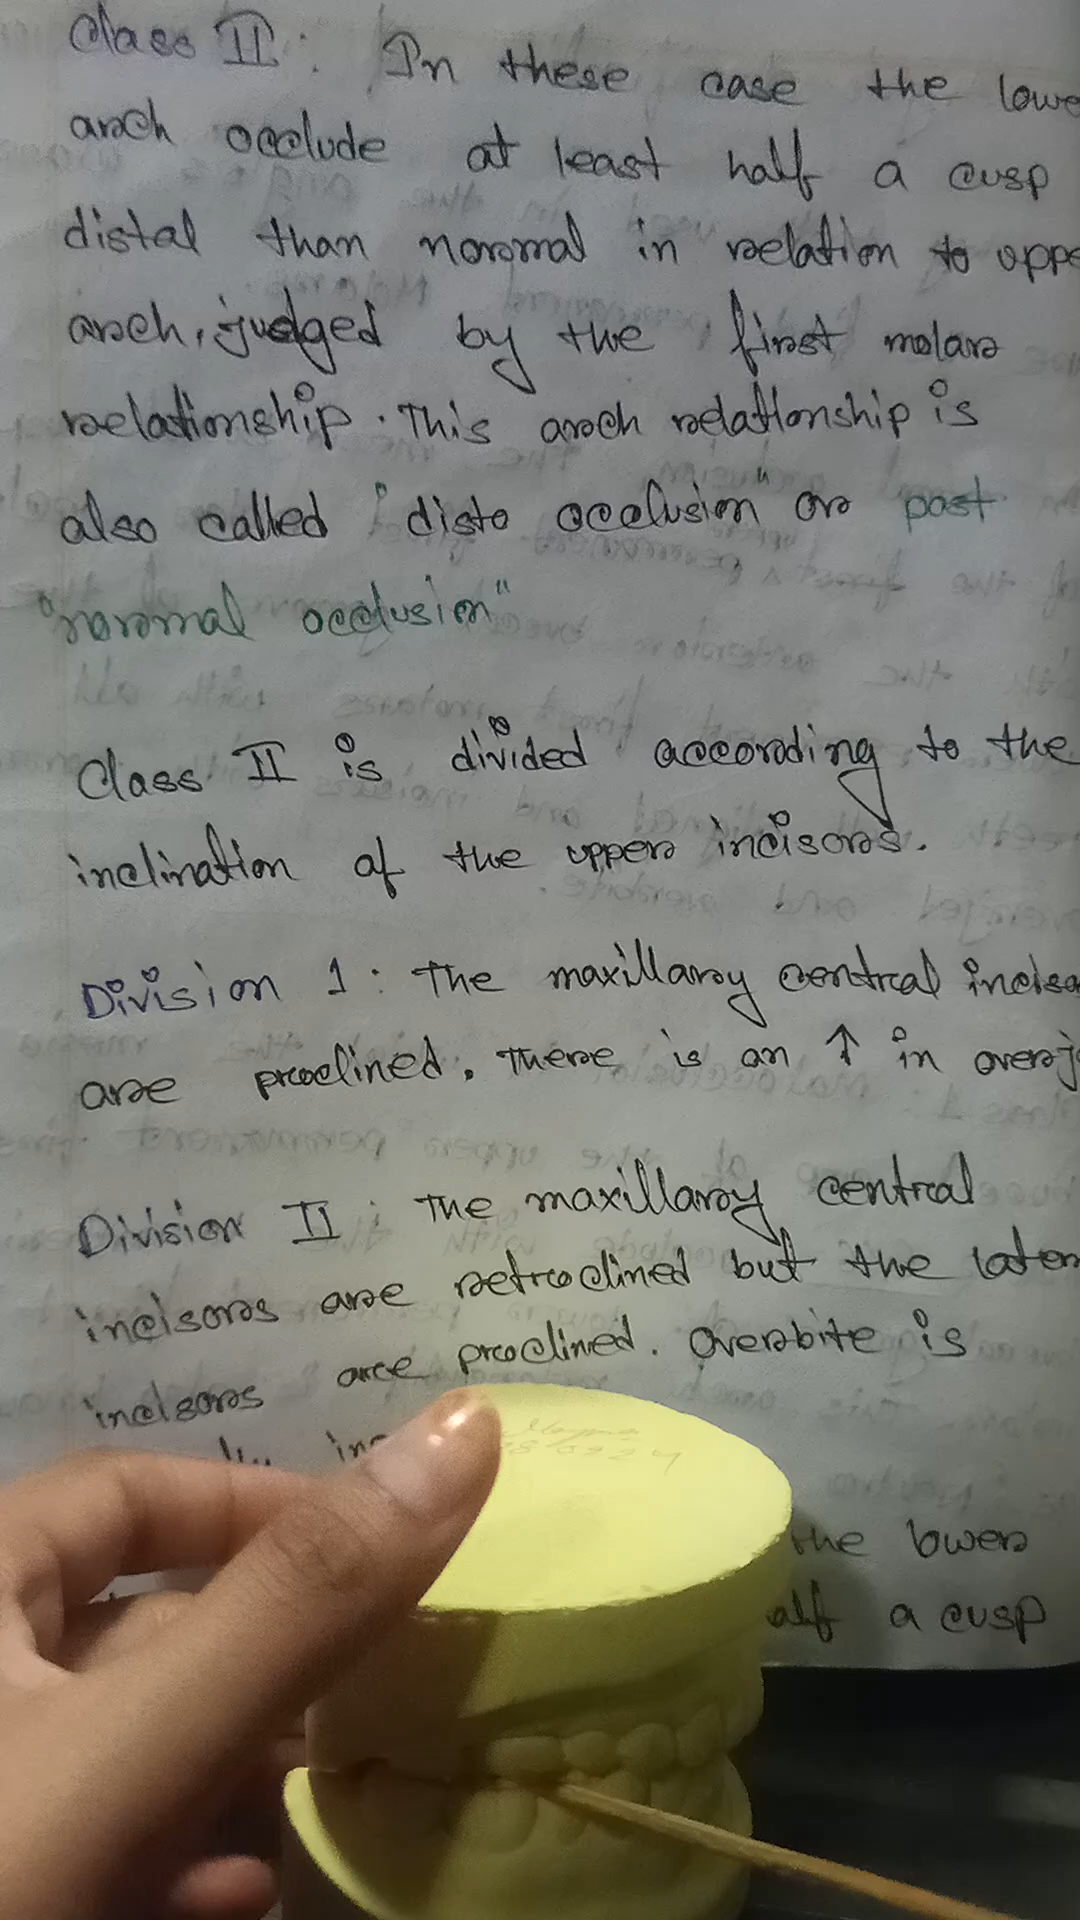 Class II : In these case the lowe
arch occlude at least half a cusp
distal than normal in relation to uppe
arch, judged by the first molar
relationship. This arch relationship is
also called "disto occlusion" or past
"normal occlusion"
Class II is divided according to the
inclination of the upper incisors.
Division 1 : The maxillary central inciso
are proclined. There is an ↑ in overj
Division II : The maxillary central
incisors are retroclined but the later
incisors are proclined. Overbite is
the lower
alf a cusp